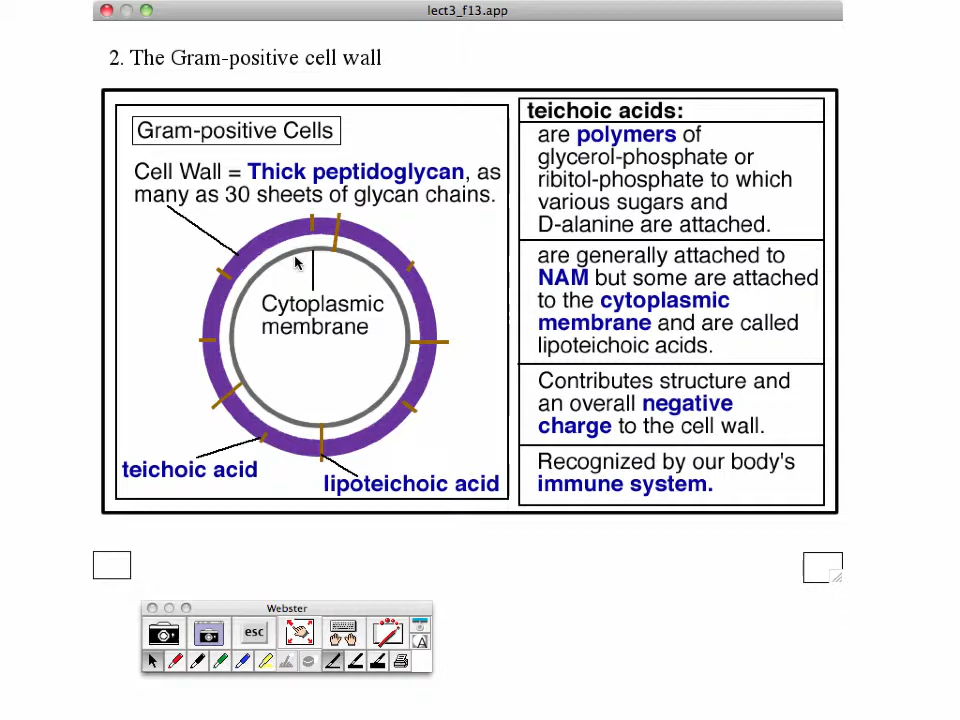 lect3_f13.app
2. The Gram-positive cell wall
Gram-positive Cells
Cell Wall = Thick peptidoglycan, as
many as 30 sheets of glycan chains.
Cytoplasmic
membrane
teichoic acid
lipoteichoic acid
teichoic acids:
are polymers of
glycerol-phosphate or
ribitol-phosphate to which
various sugars and
D-alanine are attached.
are generally attached to
NAM but some are attached
to the cytoplasmic
membrane and are called
lipoteichoic acids.
Contributes structure and
an overall negative
charge to the cell wall.
Recognized by our body's
immune system.
Webster
esc
A